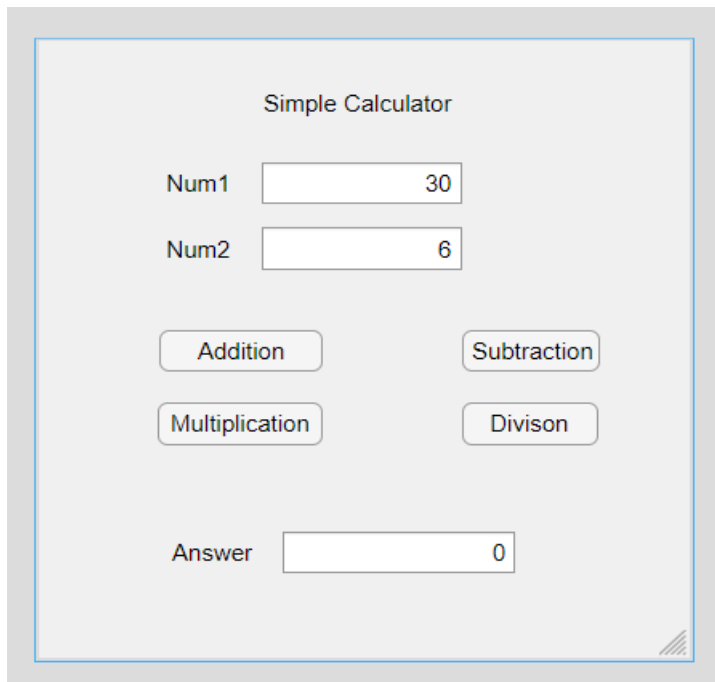 Simple Calculator
Num1 30
Num2 6
Addition Subtraction
Multiplication Divison
Answer 0